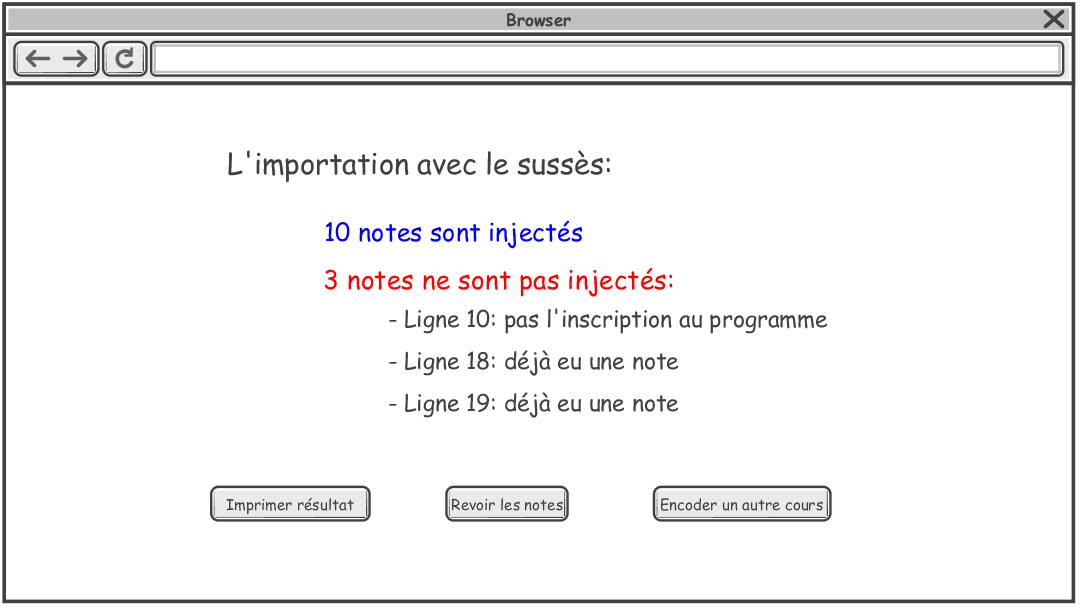 Browser
L'importation avec le sussès:
10 notes sont injectés
3 notes ne sont pas injectés:
- Ligne 10: pas l'inscription au programme
- Ligne 18: déjà eu une note
- Ligne 19: déjà eu une note
Imprimer résultat Revoir les notes Encoder un autre cours